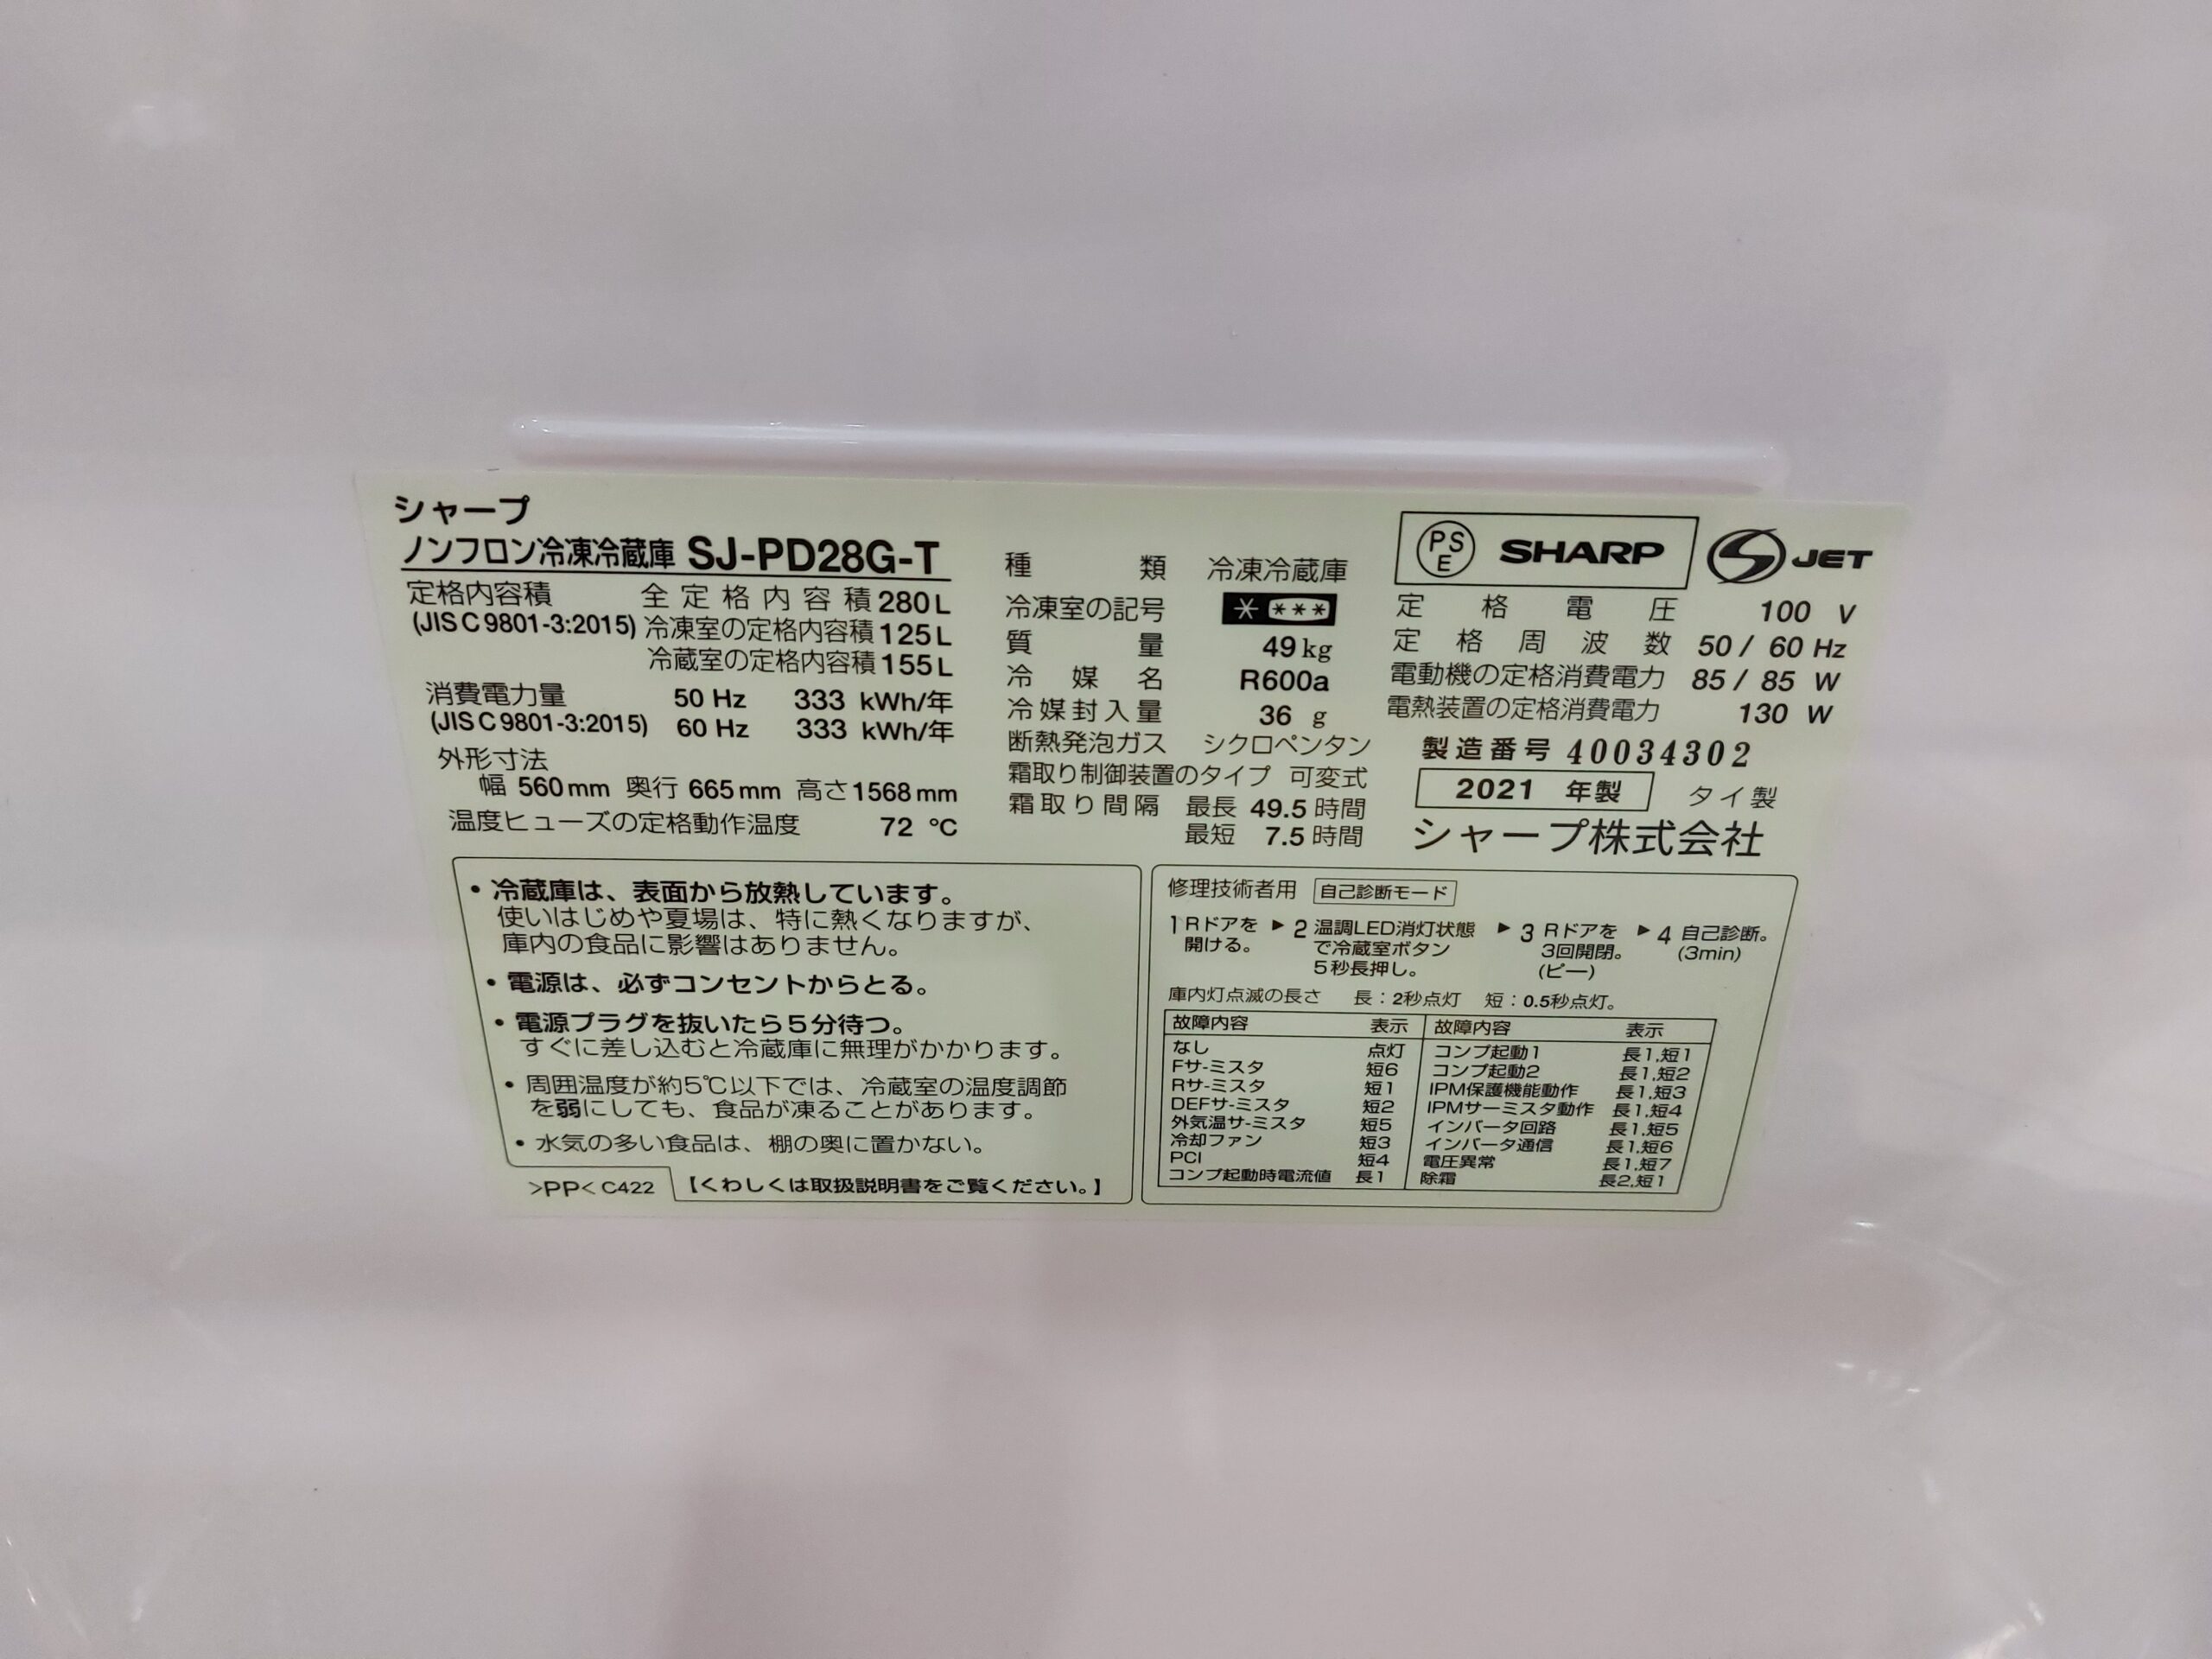 シャープ
ノンフロン冷凍冷蔵庫 SJ-PD28G-T
定格内容積 全定格内容積 280L
(JIS C 9801-3:2015) 冷凍室の定格内容積 125L
冷蔵室の定格内容積 155L
消費電力量 50 Hz 333 kWh/年
(JIS C 9801-3:2015) 60 Hz 333 kWh/年
外形寸法
幅 560mm 奥行 665mm 高さ1568mm
温度ヒューズの定格動作温度 72 ℃
種類 冷凍冷蔵庫
冷凍室の記号 * ***
質量 49kg
冷媒名 R600a
冷媒封入量 36 g
断熱発泡ガス シクロペンタン
霜取り制御装置のタイプ 可変式
霜取り間隔 最長 49.5 時間
最短 7.5 時間
PSE SHARP JET
定格電圧 100 V
定格周波数 50 / 60 Hz
電動機の定格消費電力 85 / 85 W
電熱装置の定格消費電力 130 W
製造番号 40034302
2021 年製 タイ製
シャープ株式会社
・冷蔵庫は、表面から放熱しています。
使いはじめや夏場は、特に熱くなりますが、
庫内の食品に影響はありません。
・電源は、必ずコンセントからとる。
・電源プラグを抜いたら5分待つ。
すぐに差し込むと冷蔵庫に無理がかかります。
・周囲温度が約5℃以下では、冷蔵室の温度調節
を弱にしても、食品が凍ることがあります。
・水気の多い食品は、棚の奥に置かない。
>PP< C422 【くわしくは取扱説明書をご覧ください。】
修理技術者用 自己診断モード
1 Rドアを開ける。 ▶ 2 温調LED消灯状態で冷蔵室ボタン5秒長押し。 ▶ 3 Rドアを3回開閉。(ピー) ▶ 4 自己診断。(3min)
庫内灯点滅の長さ 長：2秒点灯 短：0.5秒点灯。
故障内容 表示 故障内容 表示
なし 点灯 コンプ起動1 長1,短1
Fサ-ミスタ 短6 コンプ起動2 長1,短2
Rサ-ミスタ 短1 IPM保護機能動作 長1,短3
DEFサ-ミスタ 短2 IPMサーミスタ動作 長1,短4
外気温サ-ミスタ 短5 インバータ回路 長1,短5
冷却ファン 短3 インバータ通信 長1,短6
PCI 短4 電圧異常 長1,短7
コンプ起動時電流値 長1 除霜 長2,短1